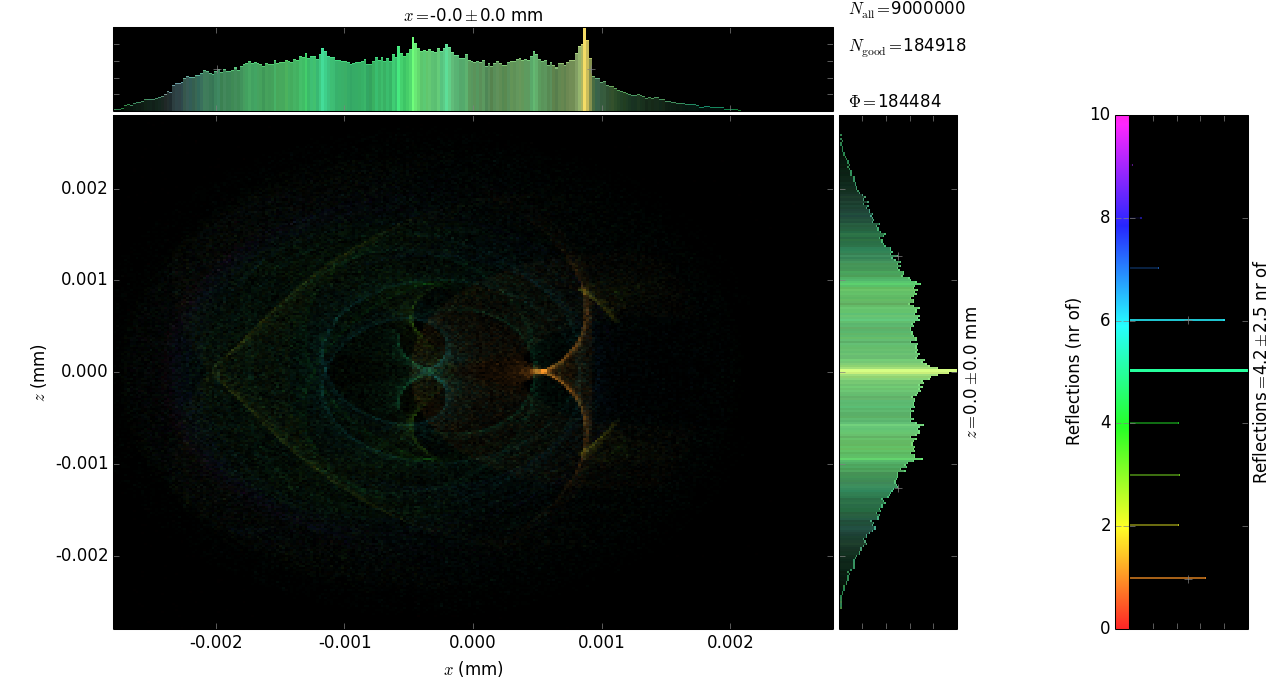 x=-0.0±0.0 mm
N_all=9000000
N_good=184918
Φ=184484
0.002
0.001
0.000
-0.001
-0.002
z (mm)
-0.002
-0.001
0.000
0.001
0.002
x (mm)
z=0.0±0.0 mm
10
8
6
4
2
0
Reflections (nr of)
Reflections=4.2±2.5 nr of